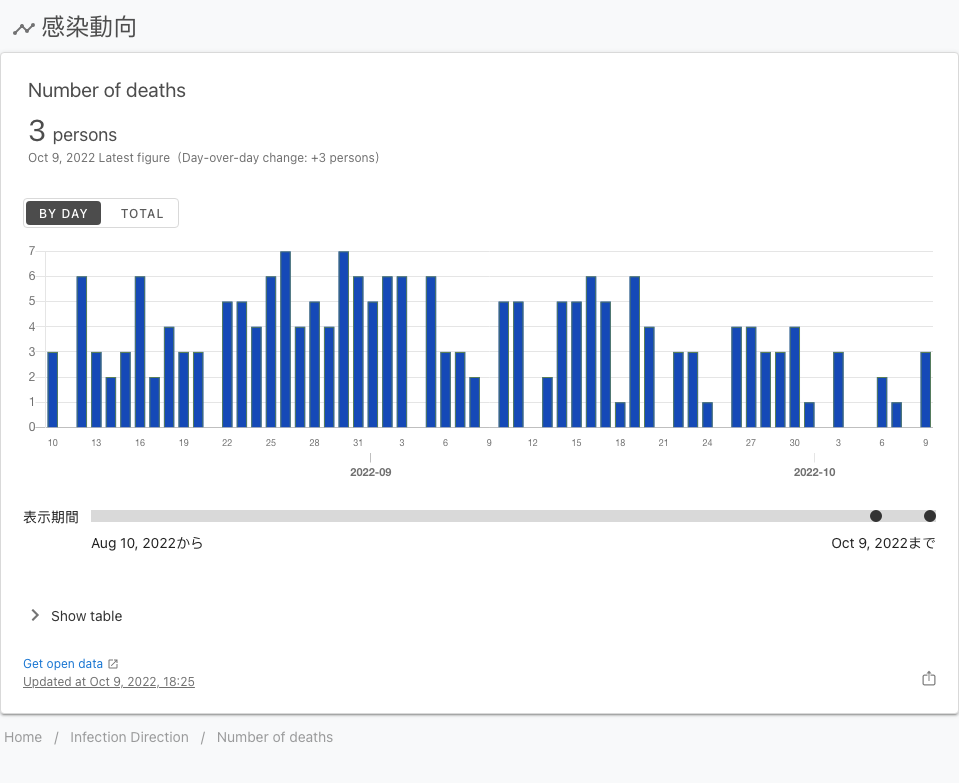 感染動向
Number of deaths
3 persons
Oct 9, 2022 Latest figure (Day-over-day change: +3 persons)
BY DAY TOTAL
7
6
5
4
3
2
1
0
10 13 16 19 22 25 28 31 3 6 9 12 15 18 21 24 27 30 3 6 9
2022-09 2022-10
表示期間
Aug 10, 2022から Oct 9, 2022まで
Show table
Get open data
Updated at Oct 9, 2022, 18:25
Home / Infection Direction / Number of deaths